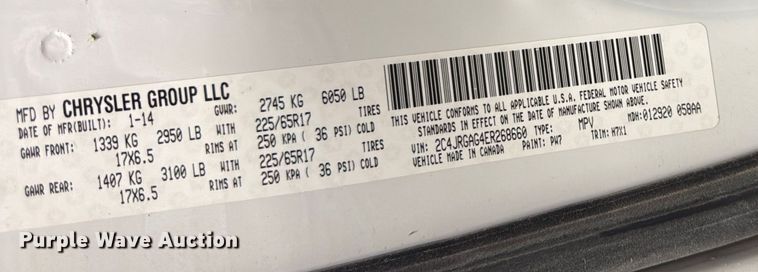 MFD BY CHRYSLER GROUP LLC
DATE OF MFR(BUILT): 1-14 GVWR: 2745 KG 6050 LB
GAWR FRONT: 1339 KG 2950 LB WITH 225/65R17 TIRES
17X6.5 RIMS AT 250 KPA ( 36 PSI) COLD
GAWR REAR: 1407 KG 3100 LB WITH 225/65R17 TIRES
17X6.5 RIMS AT 250 KPA ( 36 PSI) COLD
THIS VEHICLE CONFORMS TO ALL APPLICABLE U.S.A. FEDERAL MOTOR VEHICLE SAFETY
STANDARDS IN EFFECT ON THE DATE OF MANUFACTURE SHOWN ABOVE.
VIN: 2C4JRGAG4ER268660 TYPE: MPV MDH:012920 058AA
VEHICLE MADE IN CANADA PAINT: PW7 TRIM: H7X1
Purple Wave Auction